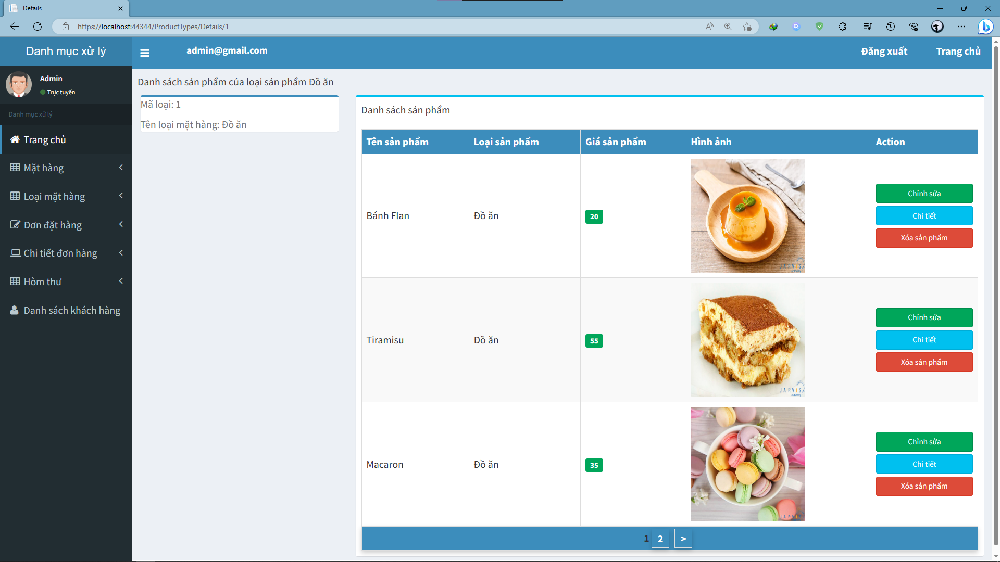 Details
https://localhost:44344/ProductTypes/Details/1
Danh mục xử lý
admin@gmail.com
Đăng xuất
Trang chủ
Admin
Trực tuyến
Danh mục xử lý
Trang chủ
Mặt hàng
Loại mặt hàng
Đơn đặt hàng
Chi tiết đơn hàng
Hòm thư
Danh sách khách hàng
Danh sách sản phẩm của loại sản phẩm Đồ ăn
Mã loại: 1
Tên loại mặt hàng: Đồ ăn
Danh sách sản phẩm
Tên sản phẩm Loại sản phẩm Giá sản phẩm Hình ảnh Action
Bánh Flan Đồ ăn 20
JARVIS
academy
Chỉnh sửa
Chi tiết
Xóa sản phẩm
Tiramisu Đồ ăn 55
JARVIS
academy
Chỉnh sửa
Chi tiết
Xóa sản phẩm
Macaron Đồ ăn 35
JARVIS
academy
Chỉnh sửa
Chi tiết
Xóa sản phẩm
1 2 >